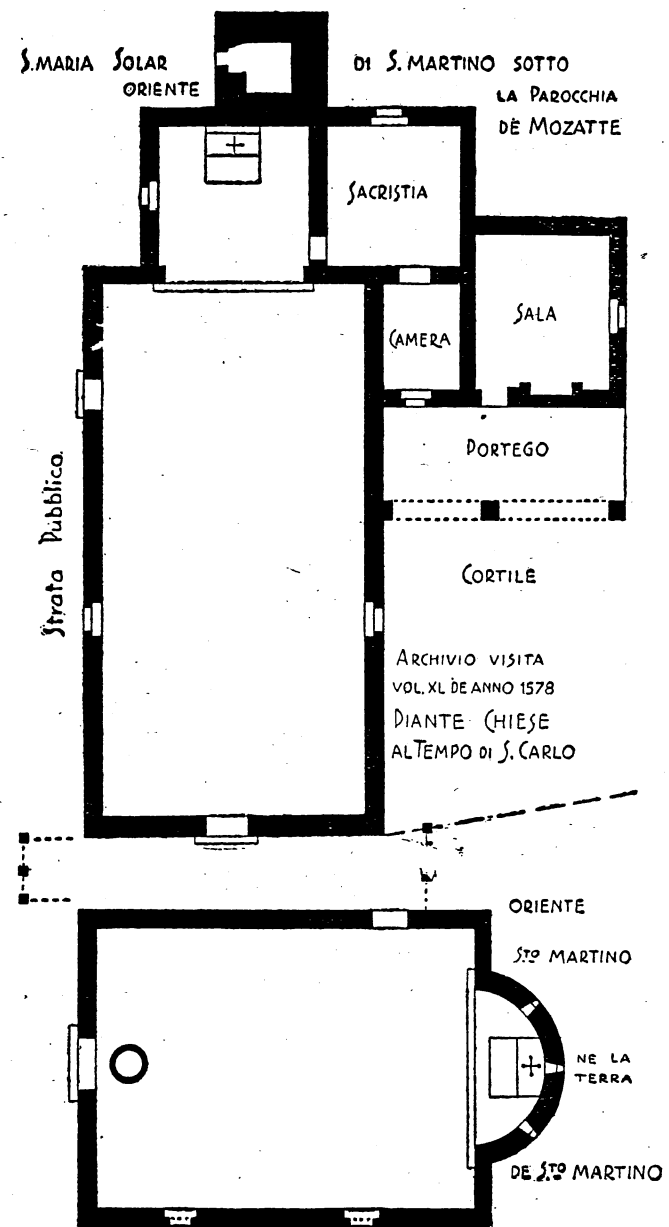 S. MARIA SOLAR
DI S. MARTINO SOTTO
ORIENTE
LA PAROCCHIA
DE MOZATTE
SACRISTIA
SALA
CAMERA
PORTEGO
Strata Pubblica.
CORTILE
ARCHIVIO VISITA
VOL. XL DE ANNO 1578
DIANTE CHIESE
AL TEMPO DI S. CARLO
ORIENTE
STO MARTINO
NE LA
TERRA
DE STO MARTINO